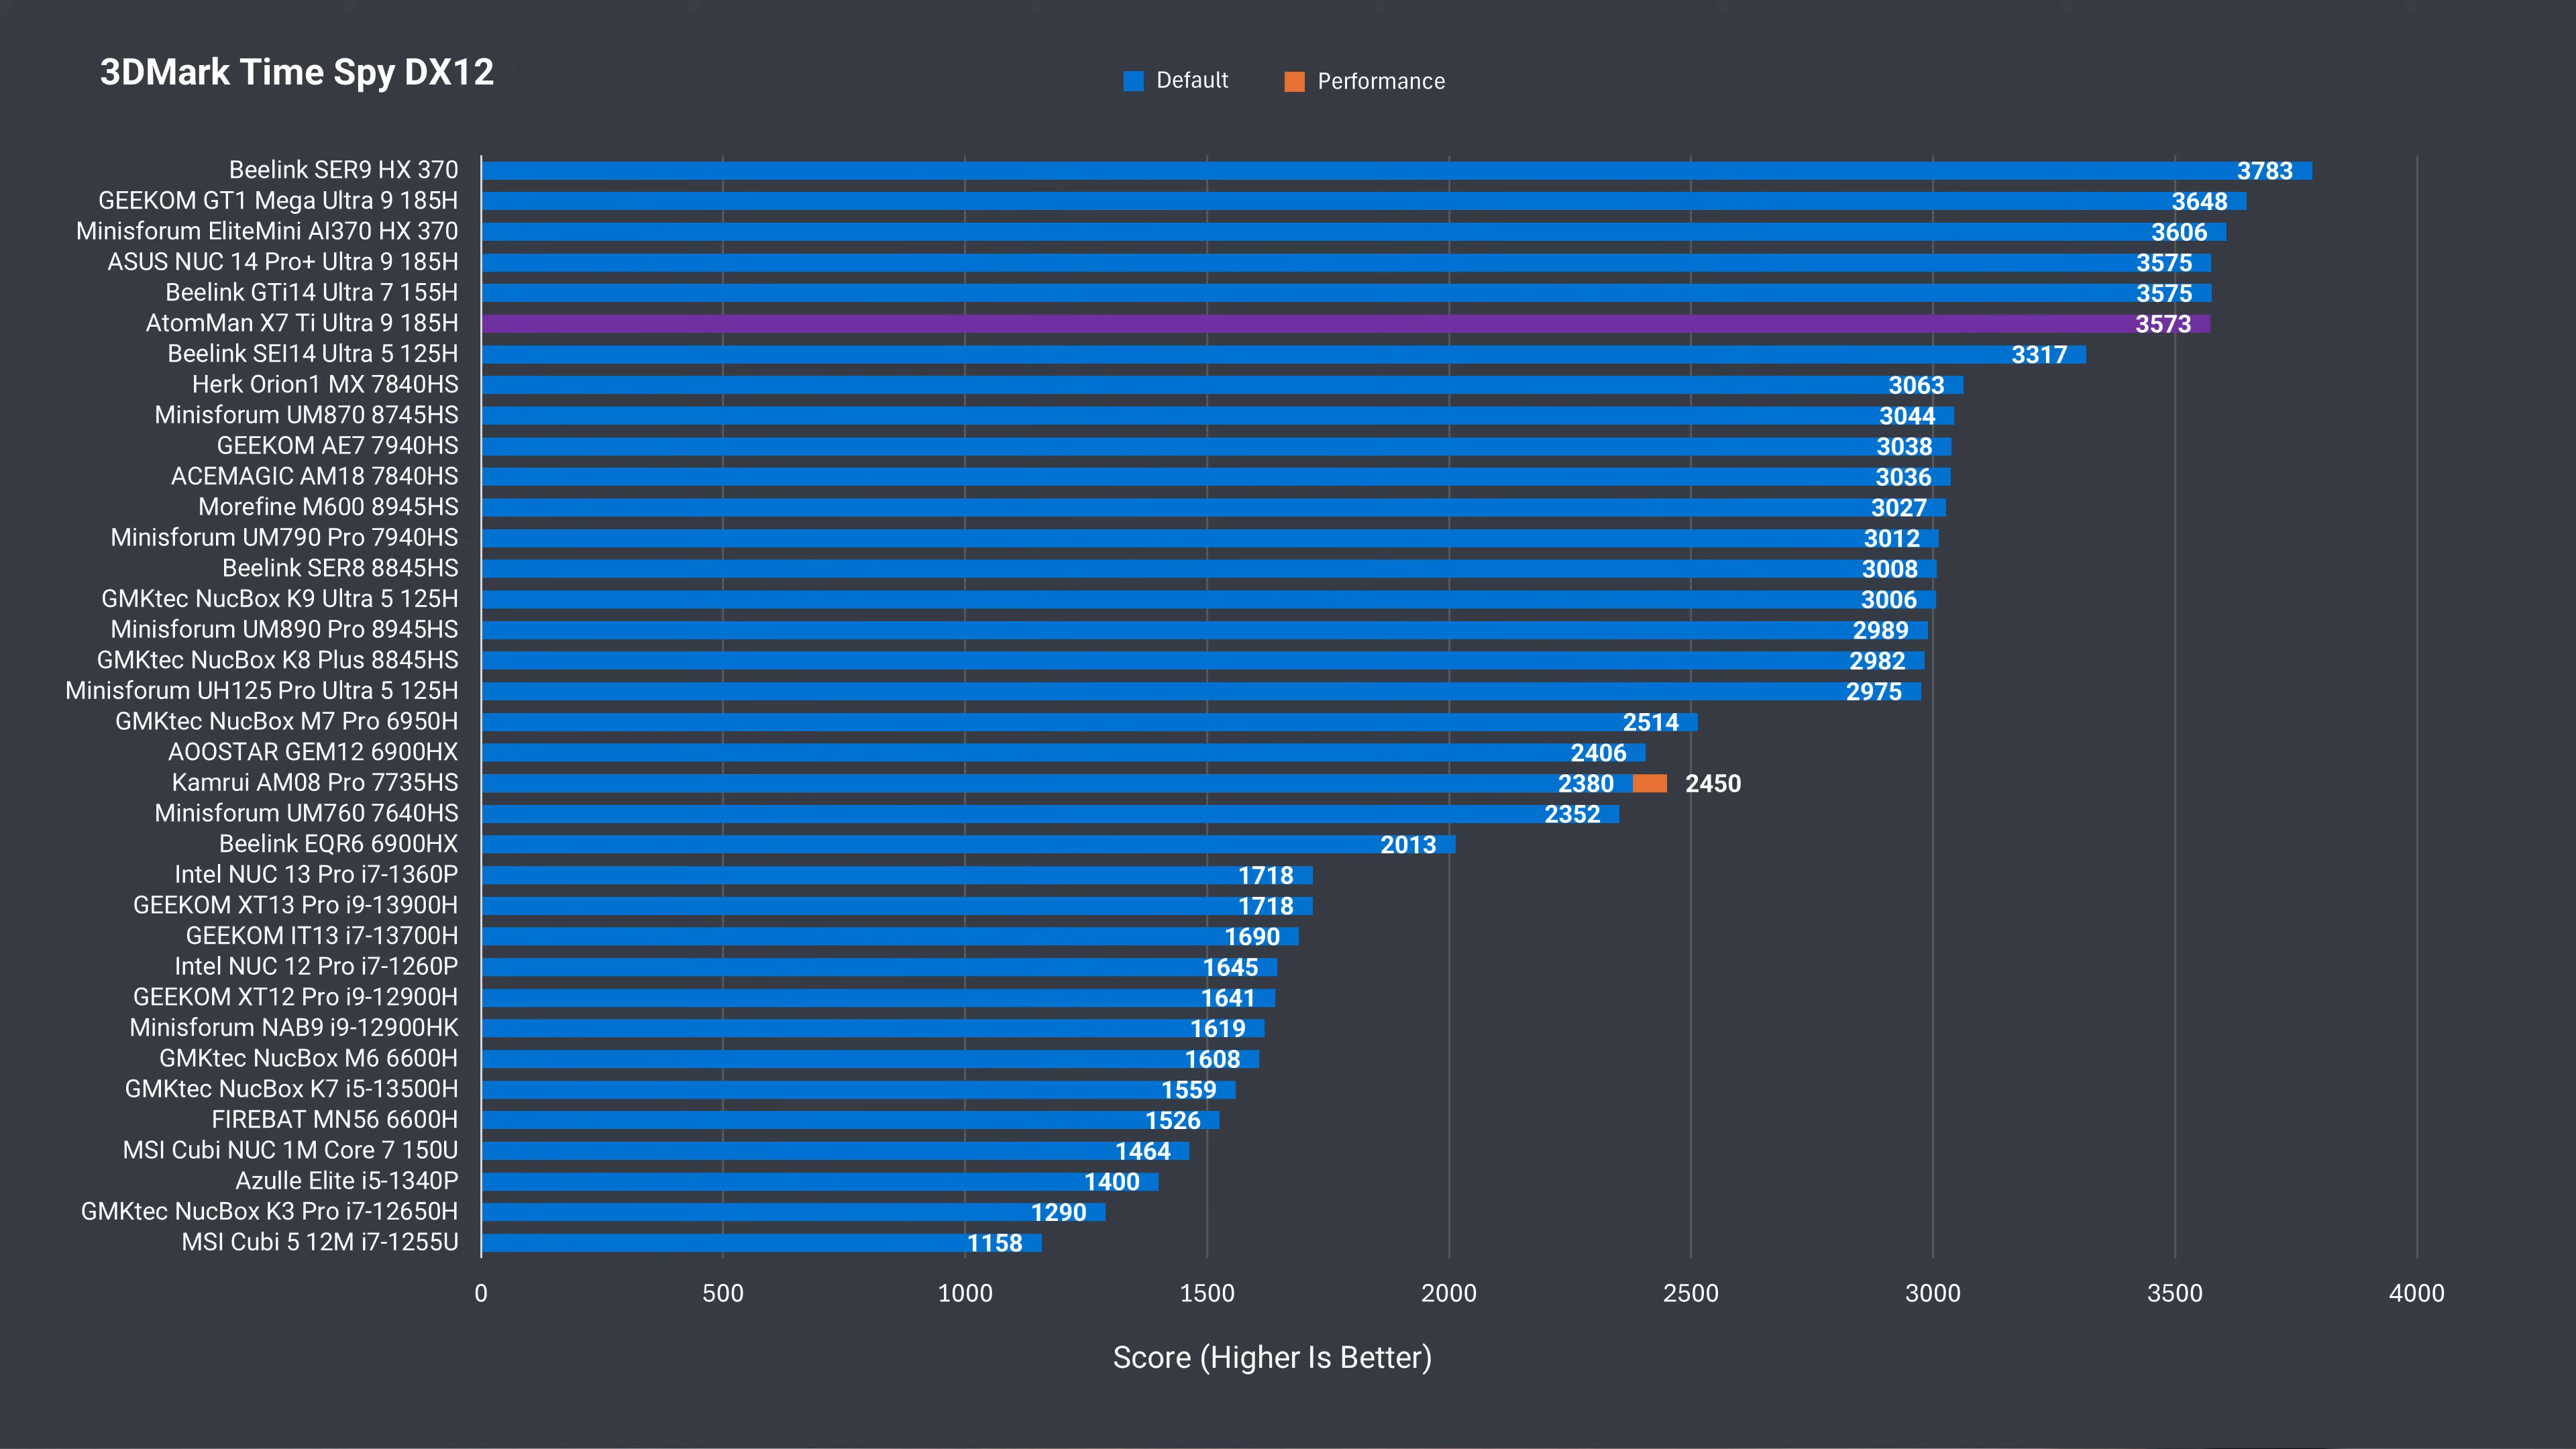 3DMark Time Spy DX12
Default Performance
Beelink SER9 HX 370 3783
GEEKOM GT1 Mega Ultra 9 185H 3648
Minisforum EliteMini AI370 HX 370 3606
ASUS NUC 14 Pro+ Ultra 9 185H 3575
Beelink GTi14 Ultra 7 155H 3575
AtomMan X7 Ti Ultra 9 185H 3573
Beelink SEI14 Ultra 5 125H 3317
Herk Orion1 MX 7840HS 3063
Minisforum UM870 8745HS 3044
GEEKOM AE7 7940HS 3038
ACEMAGIC AM18 7840HS 3036
Morefine M600 8945HS 3027
Minisforum UM790 Pro 7940HS 3012
Beelink SER8 8845HS 3008
GMKtec NucBox K9 Ultra 5 125H 3006
Minisforum UM890 Pro 8945HS 2989
GMKtec NucBox K8 Plus 8845HS 2982
Minisforum UH125 Pro Ultra 5 125H 2975
GMKtec NucBox M7 Pro 6950H 2514
AOOSTAR GEM12 6900HX 2406
Kamrui AM08 Pro 7735HS 2380 2450
Minisforum UM760 7640HS 2352
Beelink EQR6 6900HX 2013
Intel NUC 13 Pro i7-1360P 1718
GEEKOM XT13 Pro i9-13900H 1718
GEEKOM IT13 i7-13700H 1690
Intel NUC 12 Pro i7-1260P 1645
GEEKOM XT12 Pro i9-12900H 1641
Minisforum NAB9 i9-12900HK 1619
GMKtec NucBox M6 6600H 1608
GMKtec NucBox K7 i5-13500H 1559
FIREBAT MN56 6600H 1526
MSI Cubi NUC 1M Core 7 150U 1464
Azulle Elite i5-1340P 1400
GMKtec NucBox K3 Pro i7-12650H 1290
MSI Cubi 5 12M i7-1255U 1158
0 500 1000 1500 2000 2500 3000 3500 4000
Score (Higher Is Better)